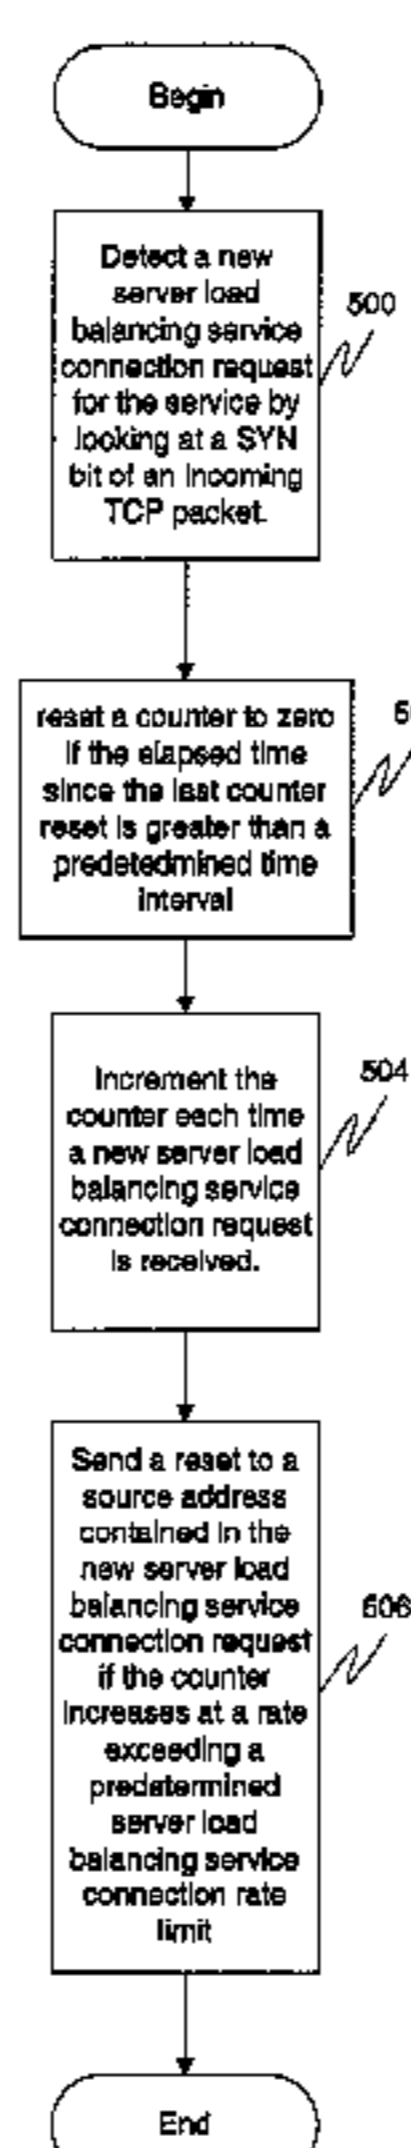 Begin
Detect a new
server load
balancing service
connection request
for the service by
looking at a SYN
bit of an incoming
TCP packet.
500
reset a counter to zero
if the elapsed time
since the last counter
reset is greater than a
predetedmined time
interval
Increment the
counter each time
a new server load
balancing service
connection request
is received.
504
Send a reset to a
source address
contained in the
new server load
balancing service
connection request
if the counter
increases at a rate
exceeding a
predetermined
server load
balancing service
connection rate
limit
506
End